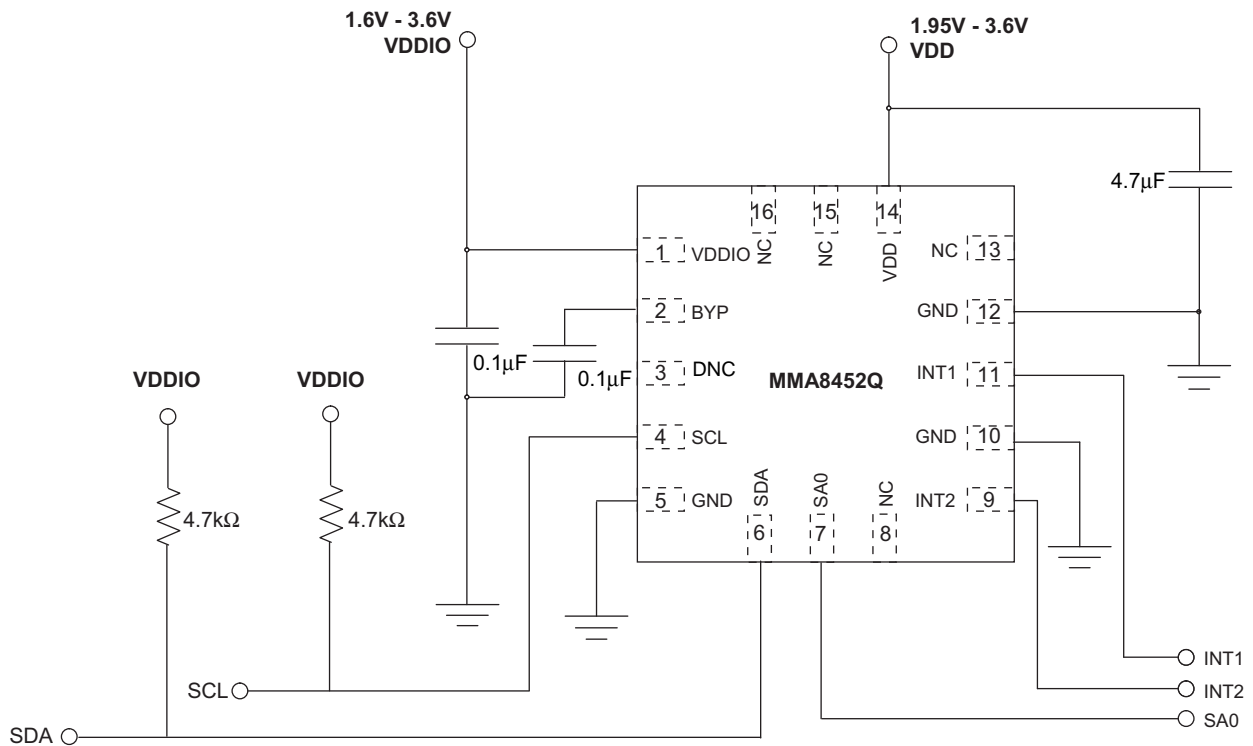 1.6V - 3.6V
VDDIO
1.95V - 3.6V
VDD
4.7μF
16
NC
15
NC
14
VDD
1
VDDIO
NC
13
2
BYP
GND
12
0.1μF
0.1μF
3
DNC
MMA8452Q
INT1
11
VDDIO
VDDIO
4
SCL
GND
10
5
GND
SDA
6
SA0
7
NC
8
INT2
9
4.7kΩ
4.7kΩ
INT1
INT2
SA0
SCL
SDA